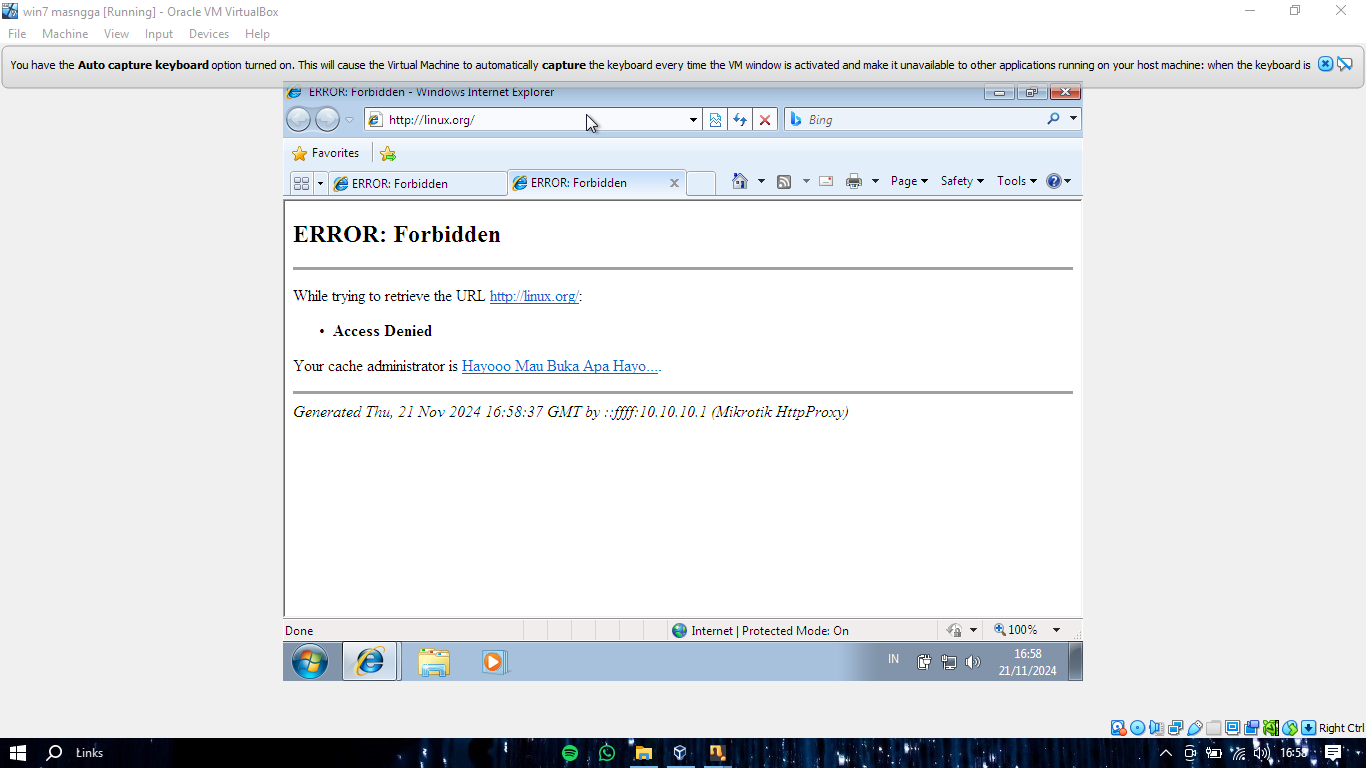 win7 masngga [Running] - Oracle VM VirtualBox
File Machine View Input Devices Help
You have the Auto capture keyboard option turned on. This will cause the Virtual Machine to automatically capture the keyboard every time the VM window is activated and make it unavailable to other applications running on your host machine: when the keyboard is
ERROR: Forbidden - Windows Internet Explorer
http://linux.org/ Bing
Favorites
ERROR: Forbidden ERROR: Forbidden Page Safety Tools
ERROR: Forbidden
While trying to retrieve the URL http://linux.org/:
• Access Denied
Your cache administrator is Hayooo Mau Buka Apa Hayo....
Generated Thu, 21 Nov 2024 16:58:37 GMT by ::ffff:10.10.10.1 (Mikrotik HttpProxy)
Done Internet | Protected Mode: On 100%
IN 16:58
21/11/2024
Right Ctrl
Łinks 16:58